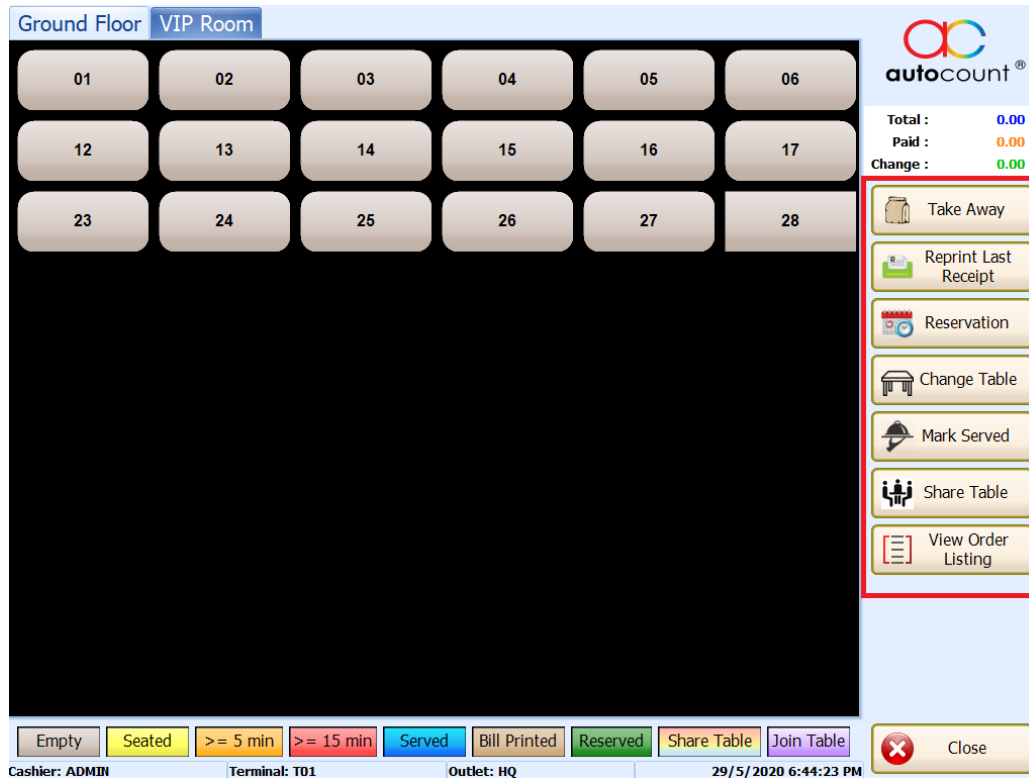 Ground Floor VIP Room
autocount ®
01 02 03 04 05 06
12 13 14 15 16 17
23 24 25 26 27 28
Total : 0.00
Paid : 0.00
Change : 0.00
Take Away
Reprint Last
Receipt
Reservation
Change Table
Mark Served
Share Table
View Order
Listing
Empty Seated >= 5 min >= 15 min Served Bill Printed Reserved Share Table Join Table
Close
Cashier: ADMIN Terminal: T01 Outlet: HQ 29/5/2020 6:44:23 PM